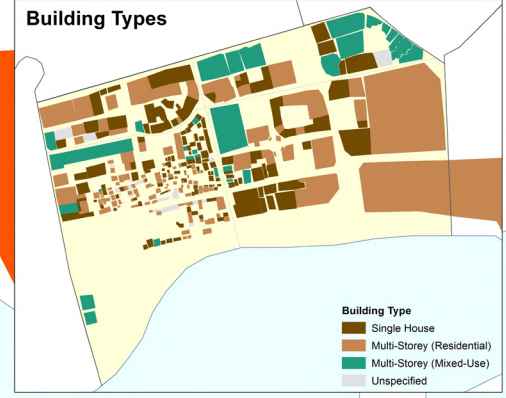 Building Types
Building Type
Single House
Multi-Storey (Residential)
Multi-Storey (Mixed-Use)
Unspecified